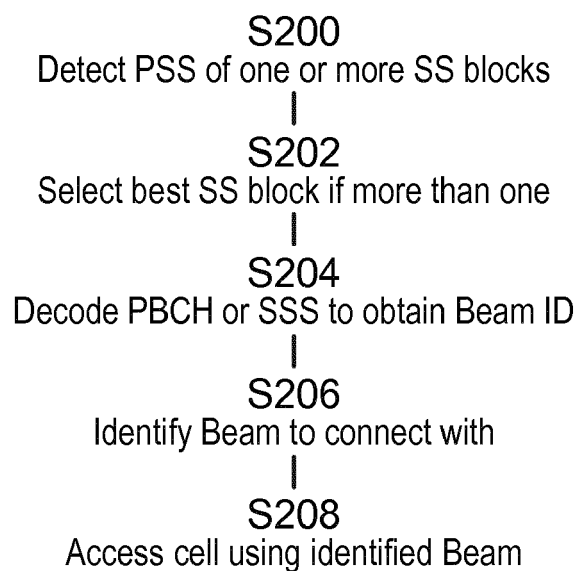 S200
Detect PSS of one or more SS blocks
S202
Select best SS block if more than one
S204
Decode PBCH or SSS to obtain Beam ID
S206
Identify Beam to connect with
S208
Access cell using identified Beam